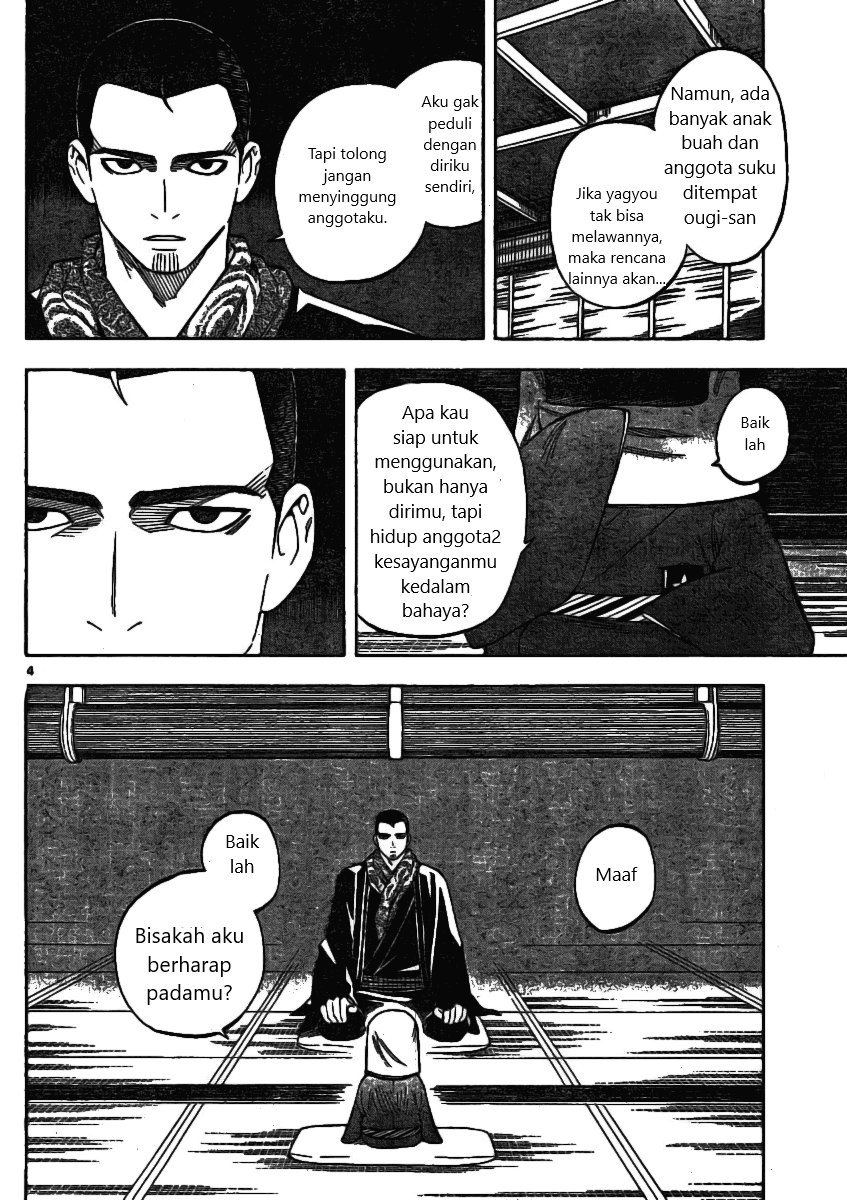 Namun, ada
banyak anak
buah dan
anggota suku
ditempat
ougi-san
Jika yagyou
tak bisa
melawannya,
maka rencana
lainnya akan...
Aku gak
peduli
dengan
diriku
sendiri,
Tapi tolong
jangan
menyinggung
anggotaku.
Baik
lah
Apa kau
siap untuk
menggunakan,
bukan hanya
dirimu, tapi
hidup anggota2
kesayanganmu
kedalam
bahaya?
4
Maaf
Baik
lah
Bisakah aku
berharap
padamu?